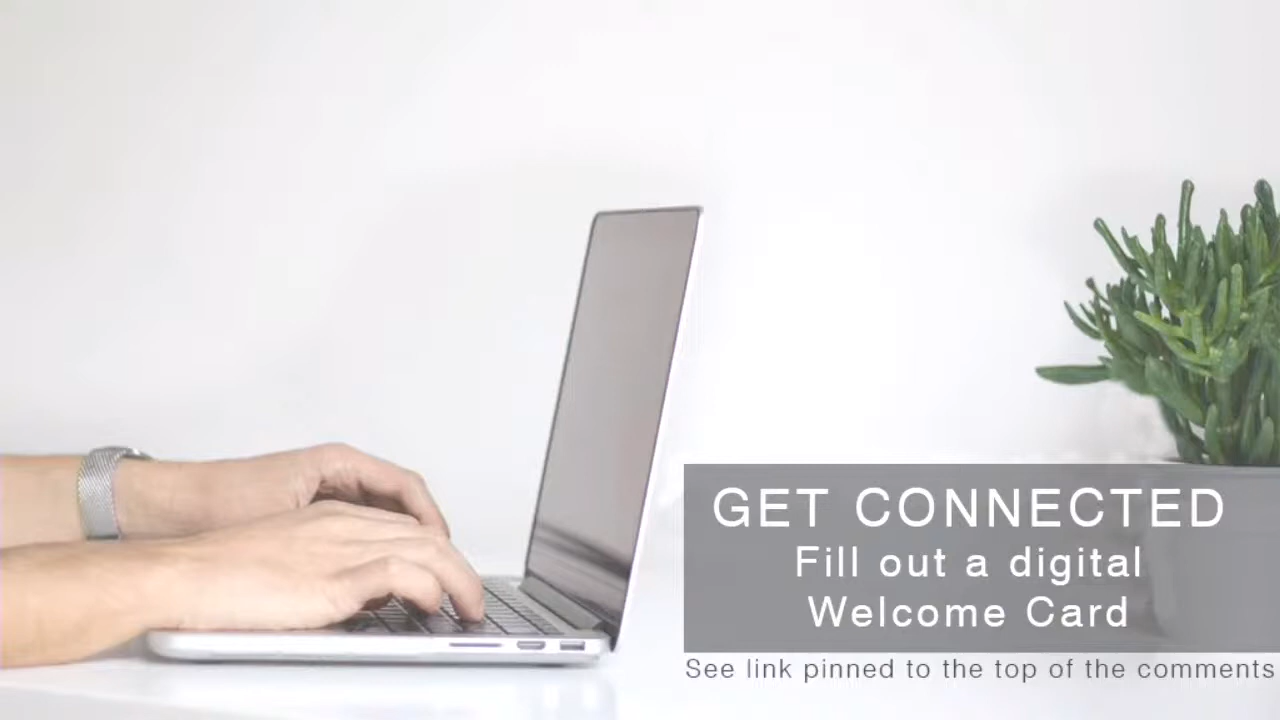 GET CONNECTED
Fill out a digital
Welcome Card
See link pinned to the top of the comments